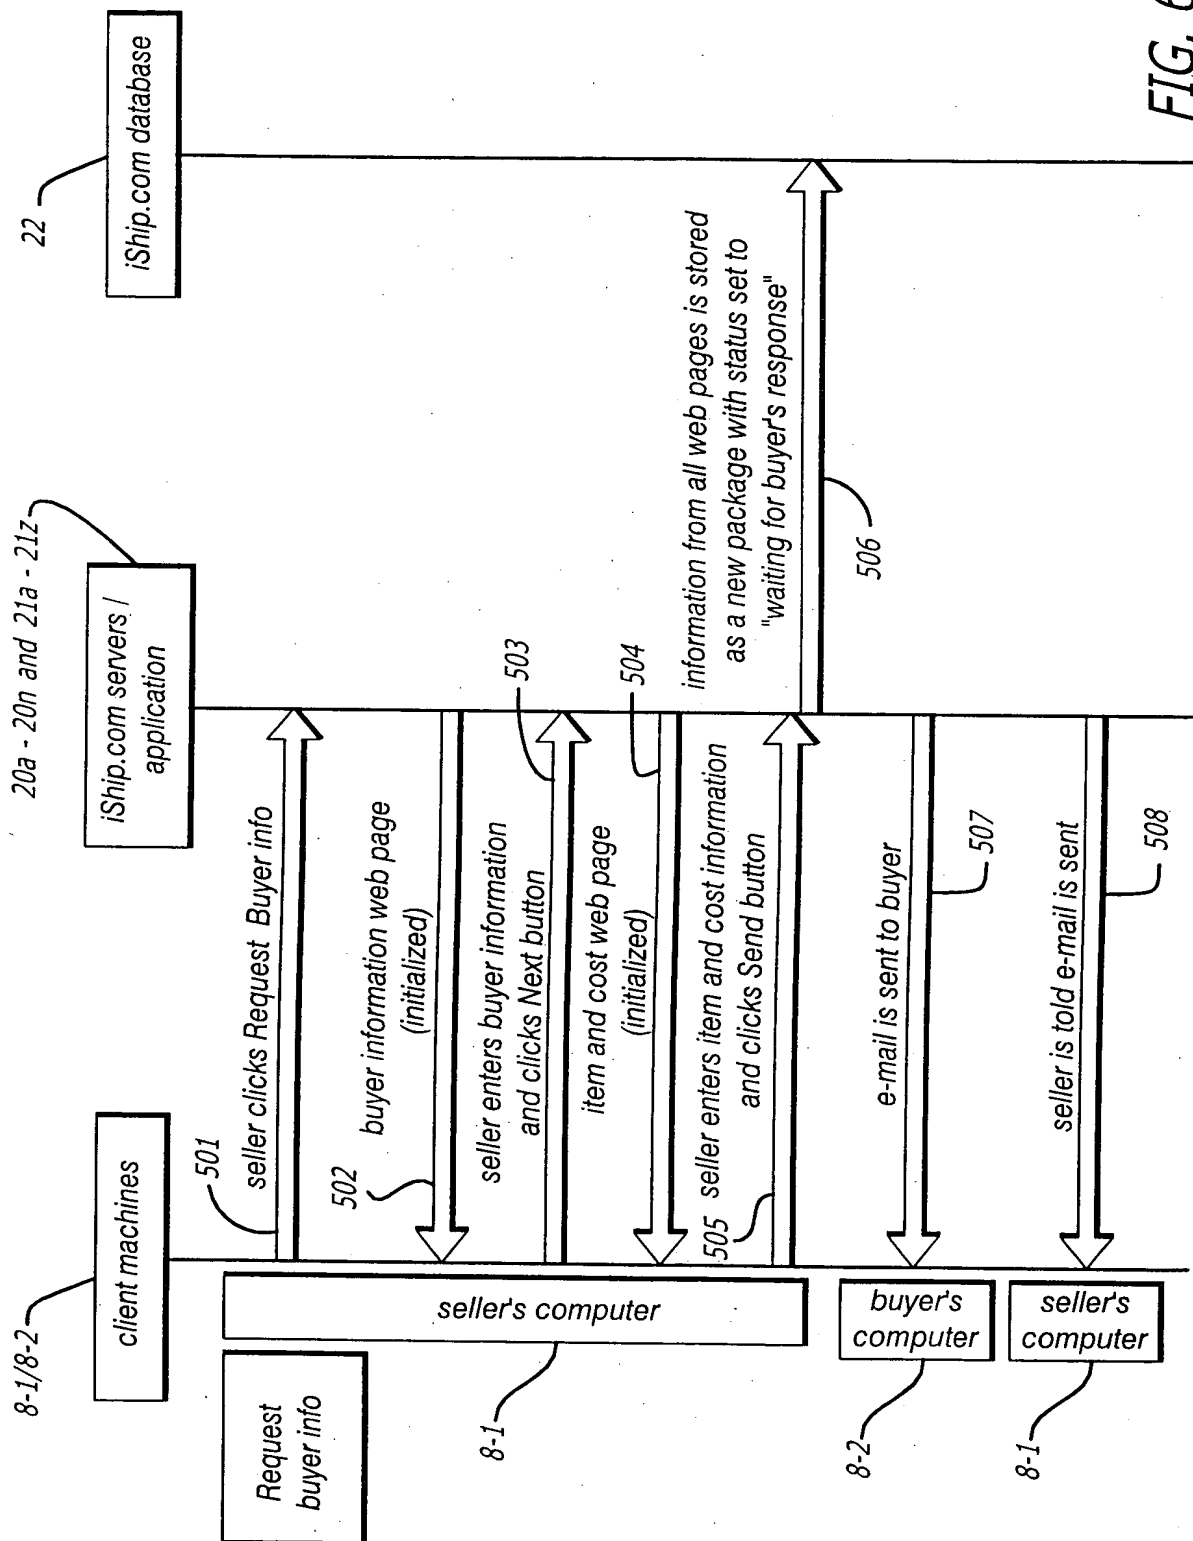 8-1/8-2
client machines
20a - 20n and 21a - 21z
iShip.com servers /
application
22
iShip.com database
Request
buyer info
8-1
seller's computer
501
seller clicks Request Buyer info
502
buyer information web page
(initialized)
seller enters buyer information
and clicks Next button
503
item and cost web page
(initialized)
504
505
seller enters item and cost information
and clicks Send button
information from all web pages is stored
as a new package with status set to
"waiting for buyer's response"
506
8-2
buyer's
computer
e-mail is sent to buyer
507
8-1
seller's
computer
seller is told e-mail is sent
508
FIG. 6